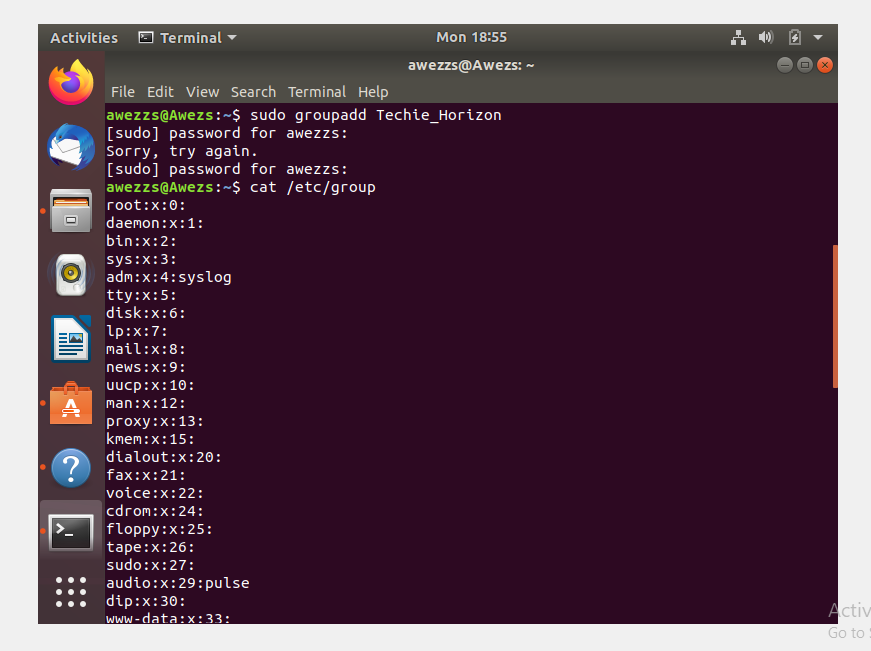 Activities Terminal Mon 18:55
awezzs@Awezs: ~
File Edit View Search Terminal Help
awezzs@Awezs:~$ sudo groupadd Techie_Horizon
[sudo] password for awezzs:
Sorry, try again.
[sudo] password for awezzs:
awezzs@Awezs:~$ cat /etc/group
root:x:0:
daemon:x:1:
bin:x:2:
sys:x:3:
adm:x:4:syslog
tty:x:5:
disk:x:6:
lp:x:7:
mail:x:8:
news:x:9:
uucp:x:10:
man:x:12:
proxy:x:13:
kmem:x:15:
dialout:x:20:
fax:x:21:
voice:x:22:
cdrom:x:24:
floppy:x:25:
tape:x:26:
sudo:x:27:
audio:x:29:pulse
dip:x:30:
www-data:x:33:
Activ
Go to